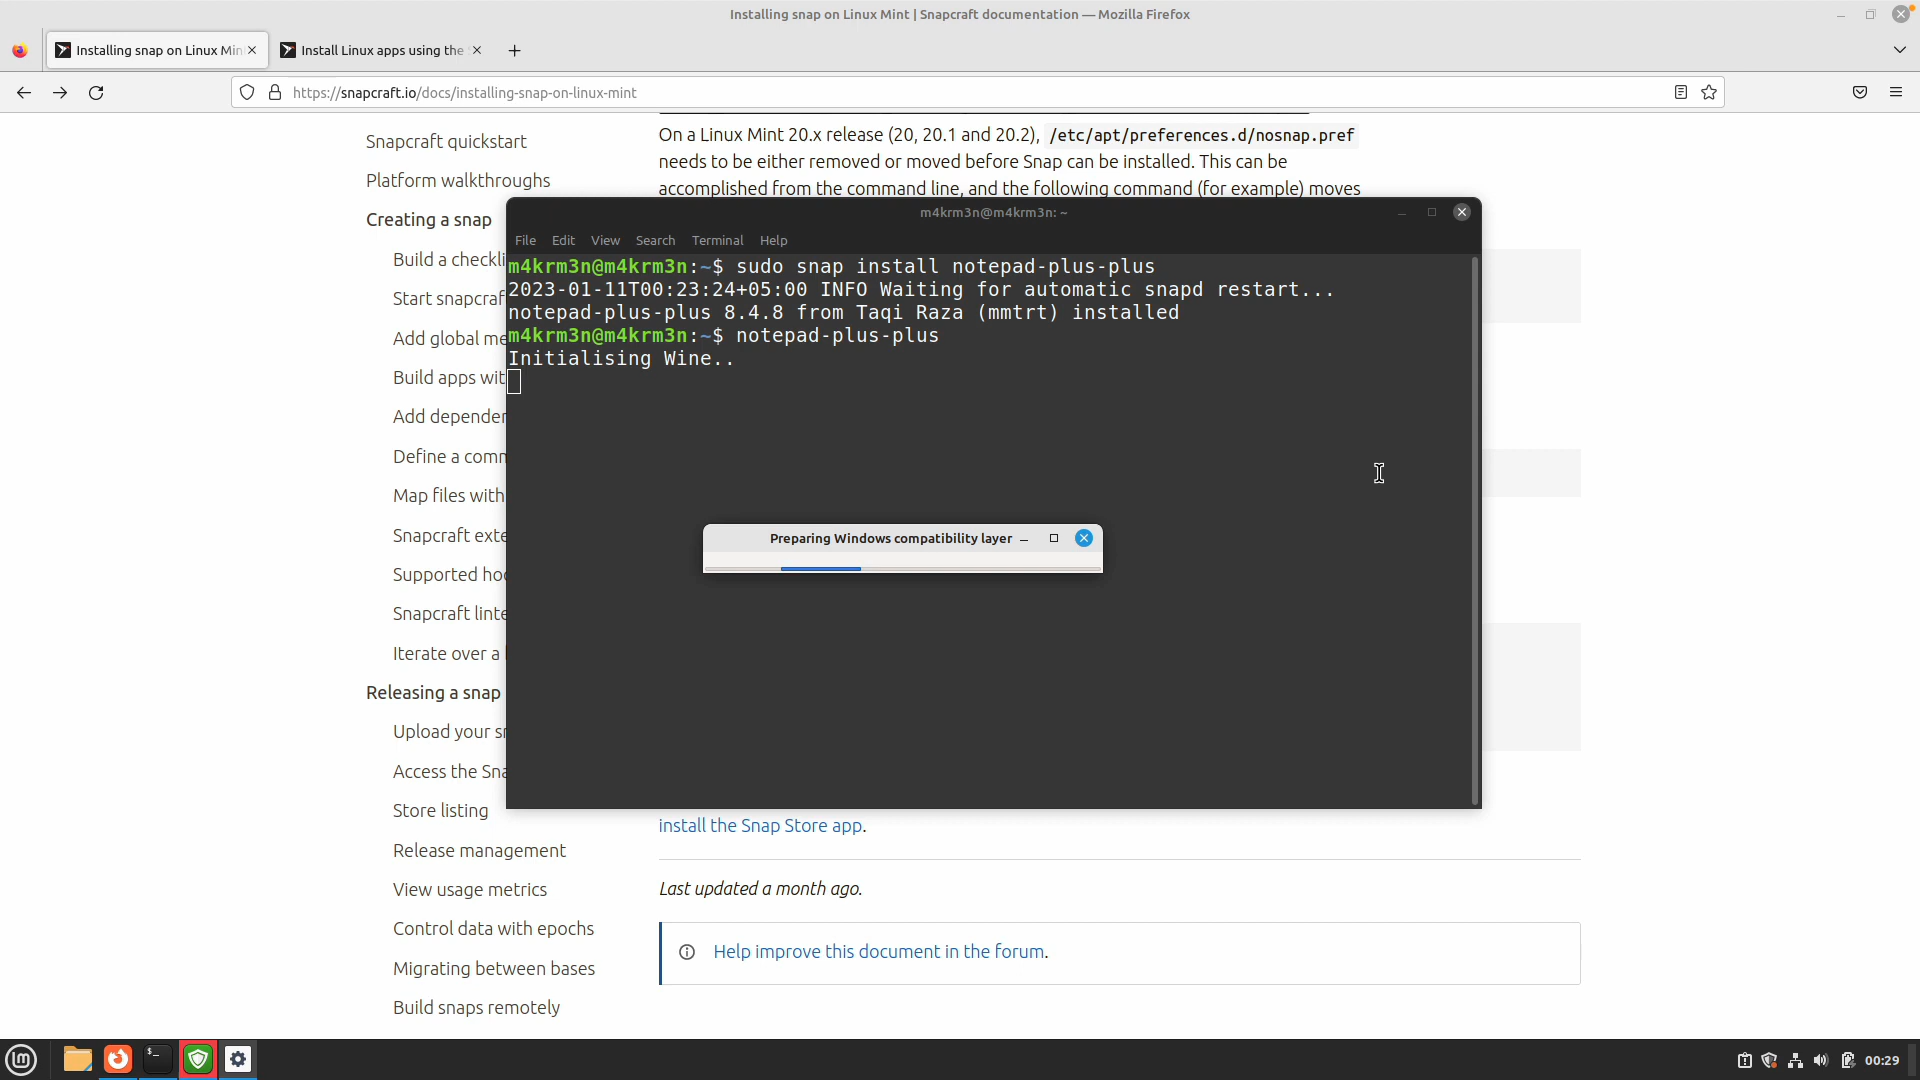 Installing snap on Linux Mint | Snapcraft documentation — Mozilla Firefox
Installing snap on Linux Min
Install Linux apps using the
https://snapcraft.io/docs/installing-snap-on-linux-mint
Snapcraft quickstart
Platform walkthroughs
Creating a snap
Build a checkli
Start snapcraf
Add global me
Build apps wit
Add depender
Define a comm
Map files with
Snapcraft exte
Supported hoo
Snapcraft linte
Iterate over a
Releasing a snap
Upload your sn
Access the Sna
Store listing
Release management
View usage metrics
Control data with epochs
Migrating between bases
Build snaps remotely
On a Linux Mint 20.x release (20, 20.1 and 20.2), /etc/apt/preferences.d/nosnap.pref
needs to be either removed or moved before Snap can be installed. This can be
accomplished from the command line, and the following command (for example) moves
m4krm3n@m4krm3n: ~
File Edit View Search Terminal Help
m4krm3n@m4krm3n:~$ sudo snap install notepad-plus-plus
2023-01-11T00:23:24+05:00 INFO Waiting for automatic snapd restart...
notepad-plus-plus 8.4.8 from Taqi Raza (mmtrt) installed
m4krm3n@m4krm3n:~$ notepad-plus-plus
Initialising Wine..
Preparing Windows compatibility layer
install the Snap Store app.
Last updated a month ago.
Help improve this document in the forum.
00:29